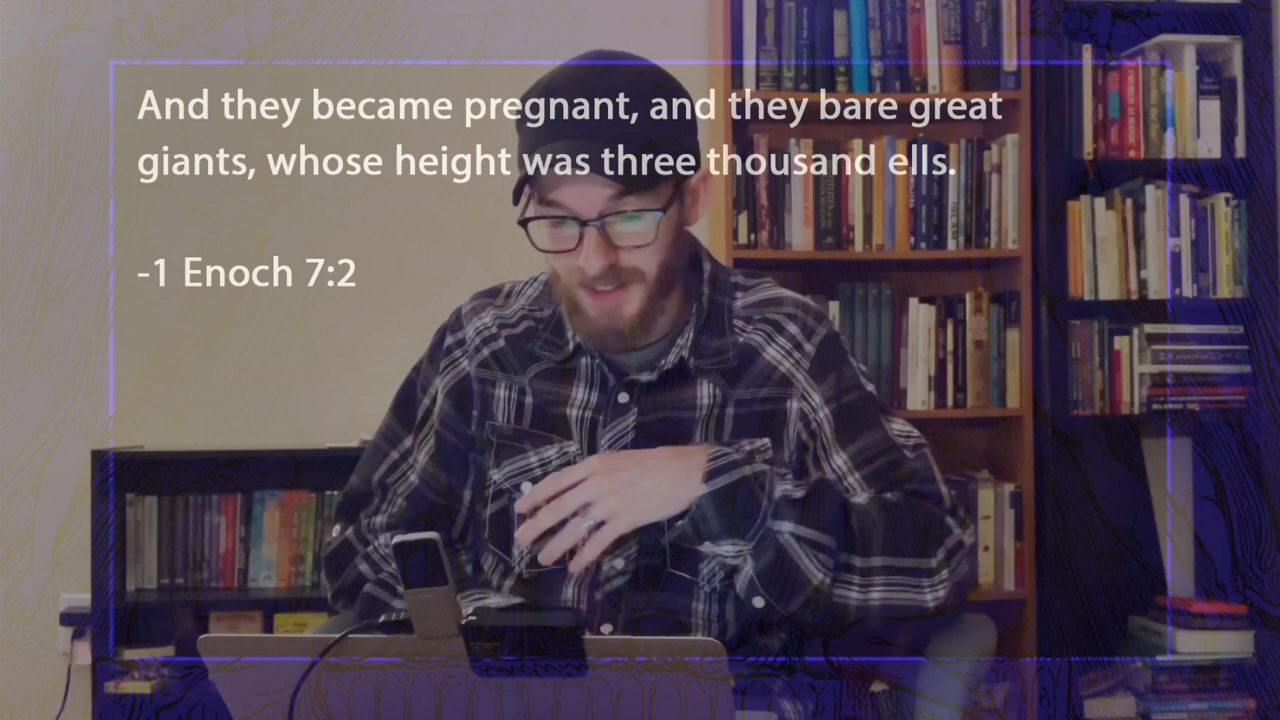 And they became pregnant, and they bare great
giants, whose height was three thousand ells.
-1 Enoch 7:2